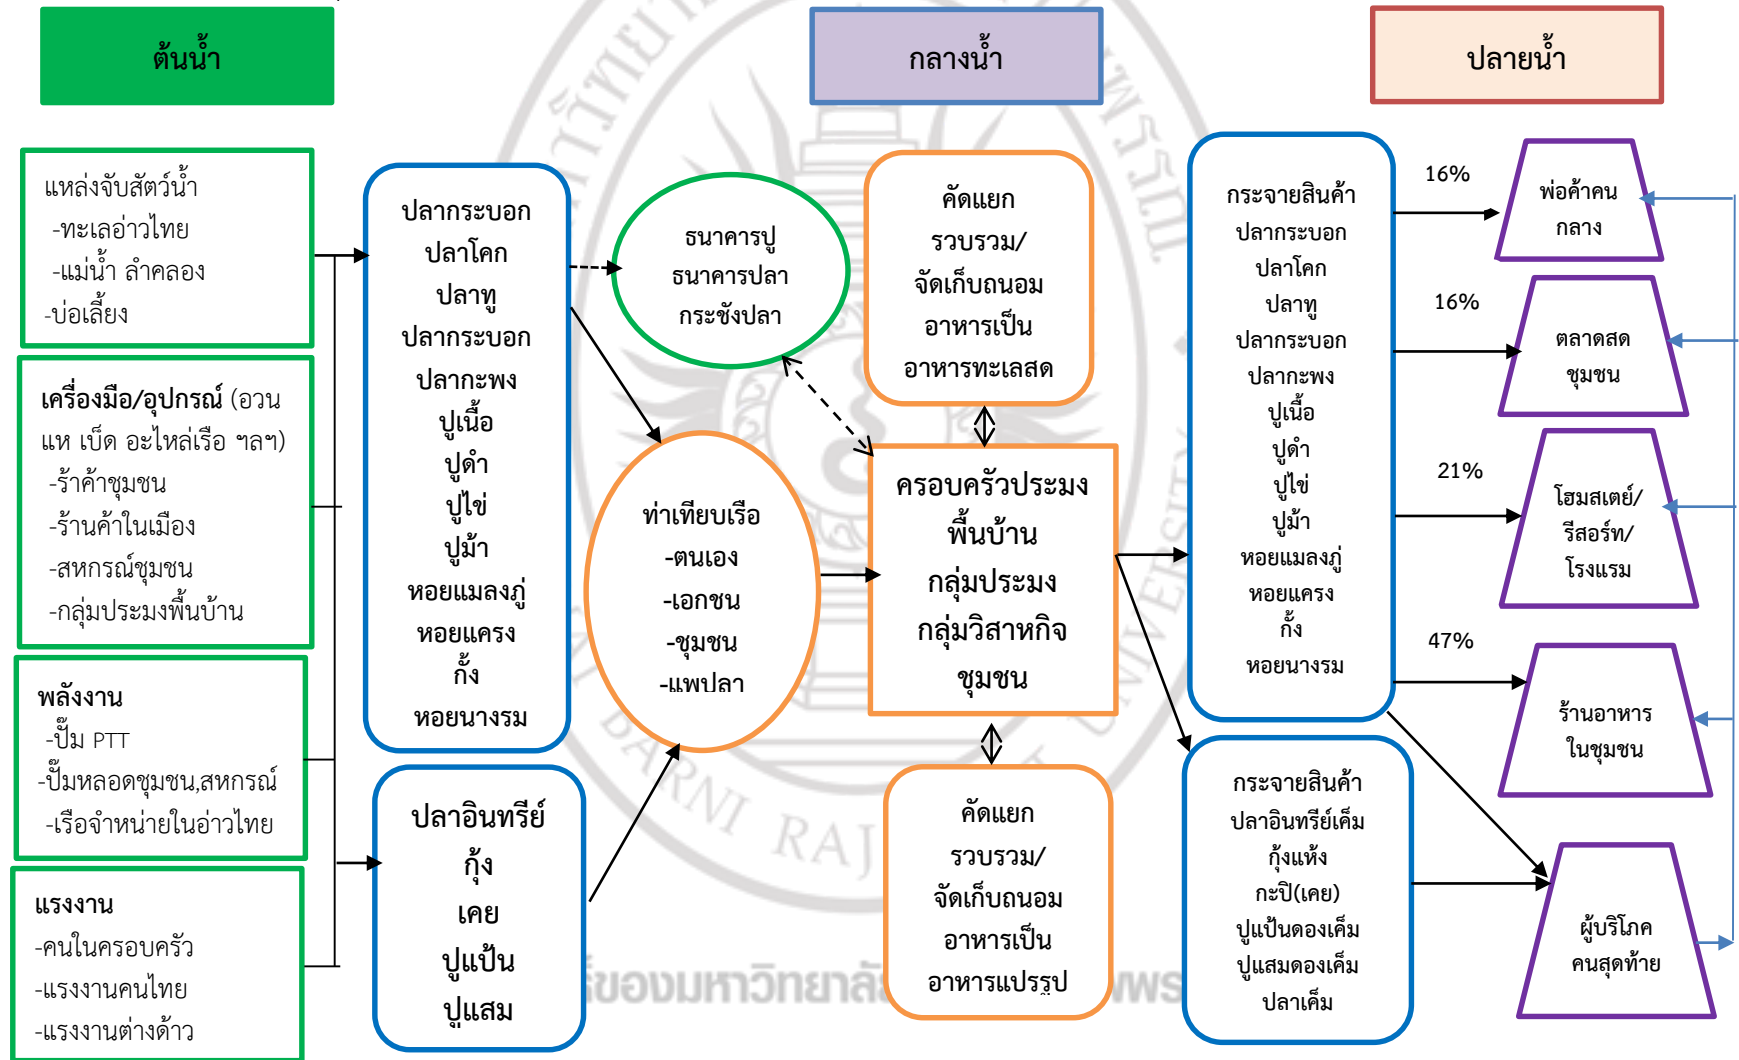 ต้นน้ำ
กลางน้ำ
ปลายน้ำ
แหล่งจับสัตว์น้ำ
-ทะเลอ่าวไทย
-แม่น้ำ ลำคลอง
-บ่อเลี้ยง
เครื่องมือ/อุปกรณ์ (อวน
แห เบ็ด อะไหล่เรือ ฯลฯ)
-ร้าค้าชุมชน
-ร้านค้าในเมือง
-สหกรณ์ชุมชน
-กลุ่มประมงพื้นบ้าน
พลังงาน
-ปั๊ม PTT
-ปั๊มหลอดชุมชน,สหกรณ์
-เรือจำหน่ายในอ่าวไทย
แรงงาน
-คนในครอบครัว
-แรงงานคนไทย
-แรงงานต่างด้าว
ปลากระบอก
ปลาโคก
ปลาทู
ปลากระบอก
ปลากะพง
ปูเนื้อ
ปูดำ
ปูไข่
ปูม้า
หอยแมลงภู่
หอยแครง
กั้ง
หอยนางรม
ปลาอินทรีย์
กุ้ง
เคย
ปูแป้น
ปูแสม
ธนาคารปู
ธนาคารปลา
กระชังปลา
ท่าเทียบเรือ
-ตนเอง
-เอกชน
-ชุมชน
-แพปลา
คัดแยก
รวบรวม/
จัดเก็บถนอม
อาหารเป็น
อาหารทะเลสด
ครอบครัวประมง
พื้นบ้าน
กลุ่มประมง
กลุ่มวิสาหกิจ
ชุมชน
คัดแยก
รวบรวม/
จัดเก็บถนอม
อาหารเป็น
อาหารแปรรูป
กระจายสินค้า
ปลากระบอก
ปลาโคก
ปลาทู
ปลากระบอก
ปลากะพง
ปูเนื้อ
ปูดำ
ปูไข่
ปูม้า
หอยแมลงภู่
หอยแครง
กั้ง
หอยนางรม
กระจายสินค้า
ปลาอินทรีย์เค็ม
กุ้งแห้ง
กะปิ(เคย)
ปูแป้นดองเค็ม
ปูแสมดองเค็ม
ปลาเค็ม
16%
พ่อค้าคน
กลาง
16%
ตลาดสด
ชุมชน
21%
โฮมสเตย์/
รีสอร์ท/
โรงแรม
47%
ร้านอาหาร
ในชุมชน
ผู้บริโภค
คนสุดท้าย
BARNI RAJ
UNIVERSITY